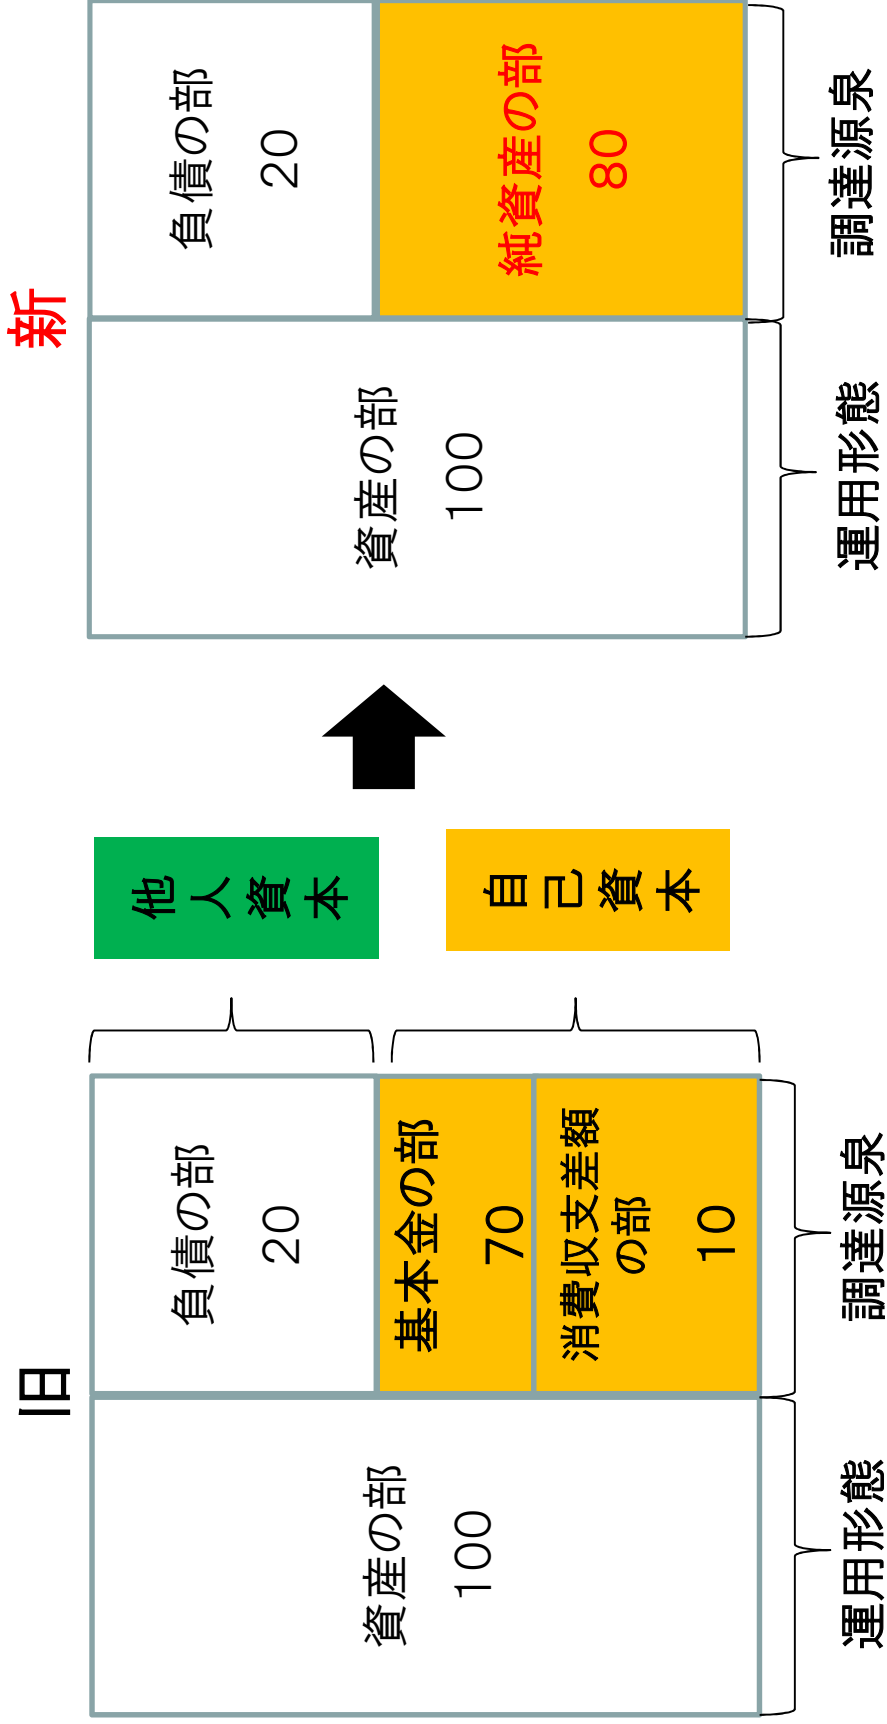 旧
資産の部
100
負債の部
20
基本金の部
70
消費収支差額
の部
10
運用形態
調達源泉
他人資本
自己資本
新
資産の部
100
負債の部
20
純資産の部
80
運用形態
調達源泉